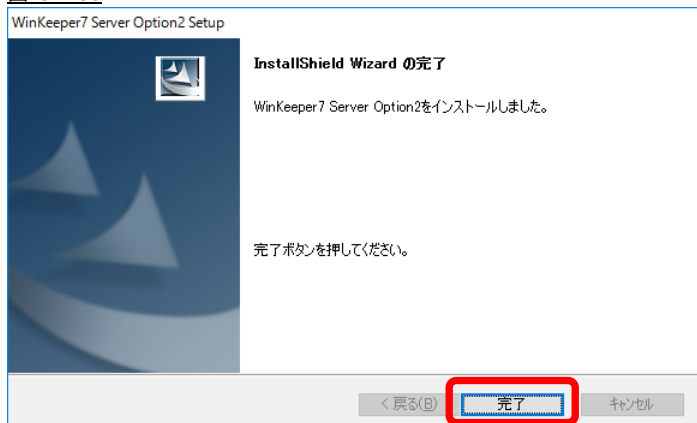 WinKeeper7 Server Option2 Setup
InstallShield Wizard の完了
WinKeeper7 Server Option2をインストールしました。
完了ボタンを押してください。
< 戻る(B)
完了
キャンセル